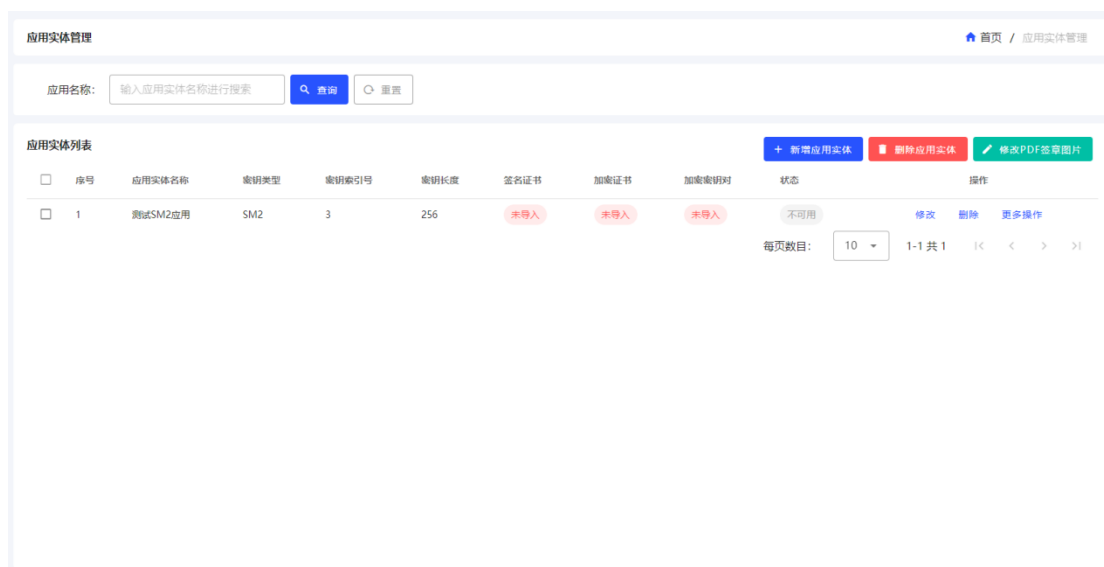 应用实体管理
首页 / 应用实体管理
应用名称: 输入应用实体名称进行搜索 查询 重置
应用实体列表
+ 新增应用实体 删除应用实体 修改PDF签章图片
序号 应用实体名称 密钥类型 密钥索引号 密钥长度 签名证书 加密证书 加密密钥对 状态 操作
1 测试SM2应用 SM2 3 256 未导入 未导入 未导入 不可用 修改 删除 更多操作
每页数目: 10 1-1 共 1